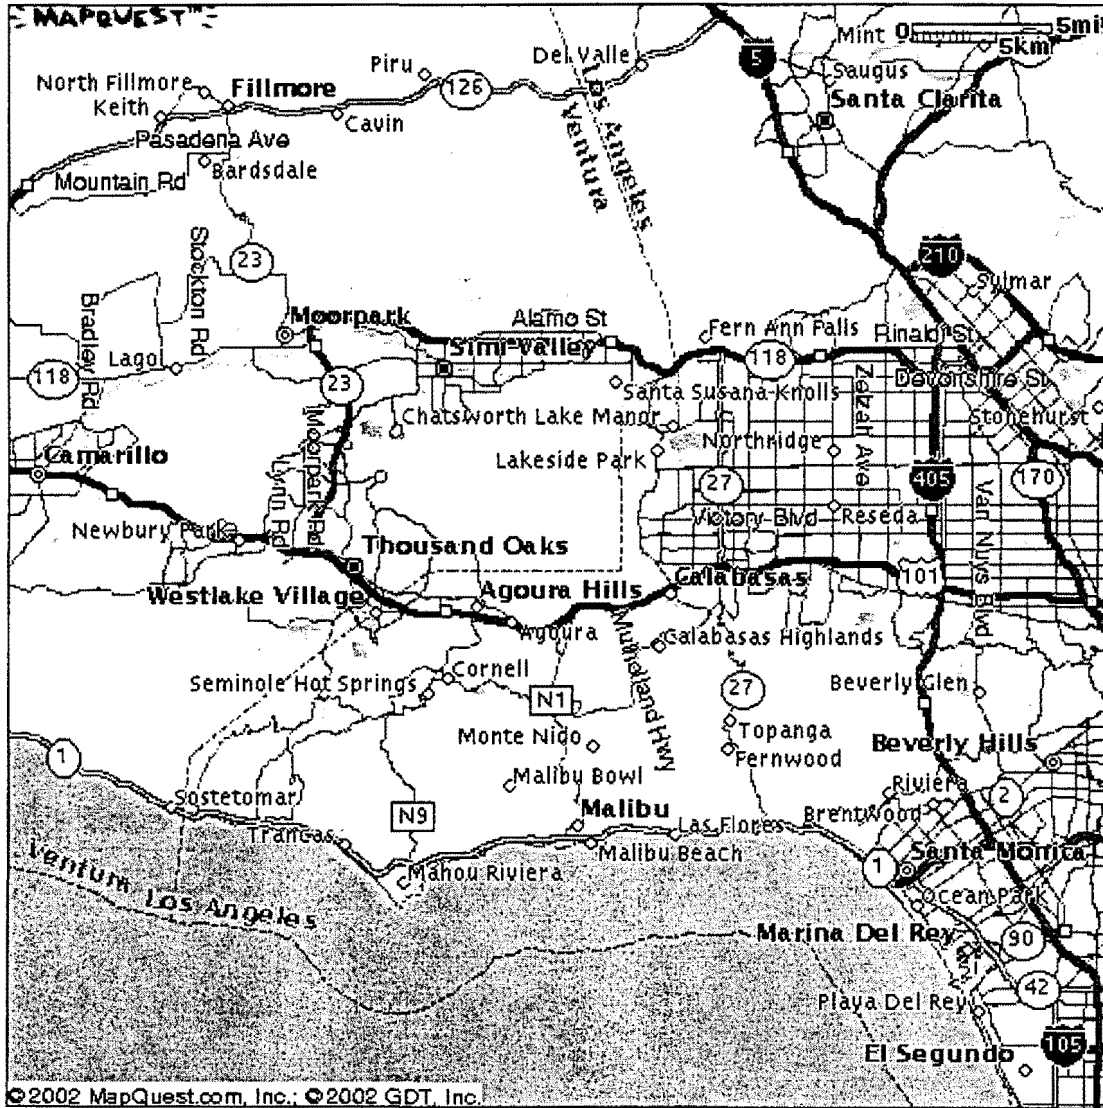 MAPQUEST™
0 5mi
5km
Mint Canyon
Del Valle
5
Piru
North Fillmore
Fillmore
126
Saugus
Keith
Santa Clarita
Cavin
Los Angeles
Ventura
Pasadena Ave
Bardsdale
Mountain Rd
Stockton Rd
23
210
Sylmar
Bradley Rd
Moorpark
Alamo St
Fern Ann Falls
Rinaldi St
Lago
Simi Valley
118
118
23
Santa Susana Knolls
Devonshire St
Zelzah Ave
Moorpark Rd
Chatsworth Lake Manor
Stonehurst
Northridge
Camarillo
Lakeside Park
27
405
170
Lynn Rd
Van Nuys Blvd
Newbury Park
Victory Blvd
Reseda
Thousand Oaks
Calabasas
101
Westlake Village
Agoura Hills
Agoura
Mulholland Hwy
Calabasas Highlands
Cornell
Seminole Hot Springs
N1
27
Beverly Glen
Monte Nido
Topanga
Fernwood
Beverly Hills
1
Malibu Bowl
Riviera
2
Sostetomar
N9
Malibu
Brentwood
Trancas
Las Flores
Malibu Beach
1
Santa Monica
Mahou Riviera
Ocean Park
Ventura
Los Angeles
Marina Del Rey
90
42
Playa Del Rey
El Segundo
105
©2002 MapQuest.com, Inc.; ©2002 GDT, Inc.